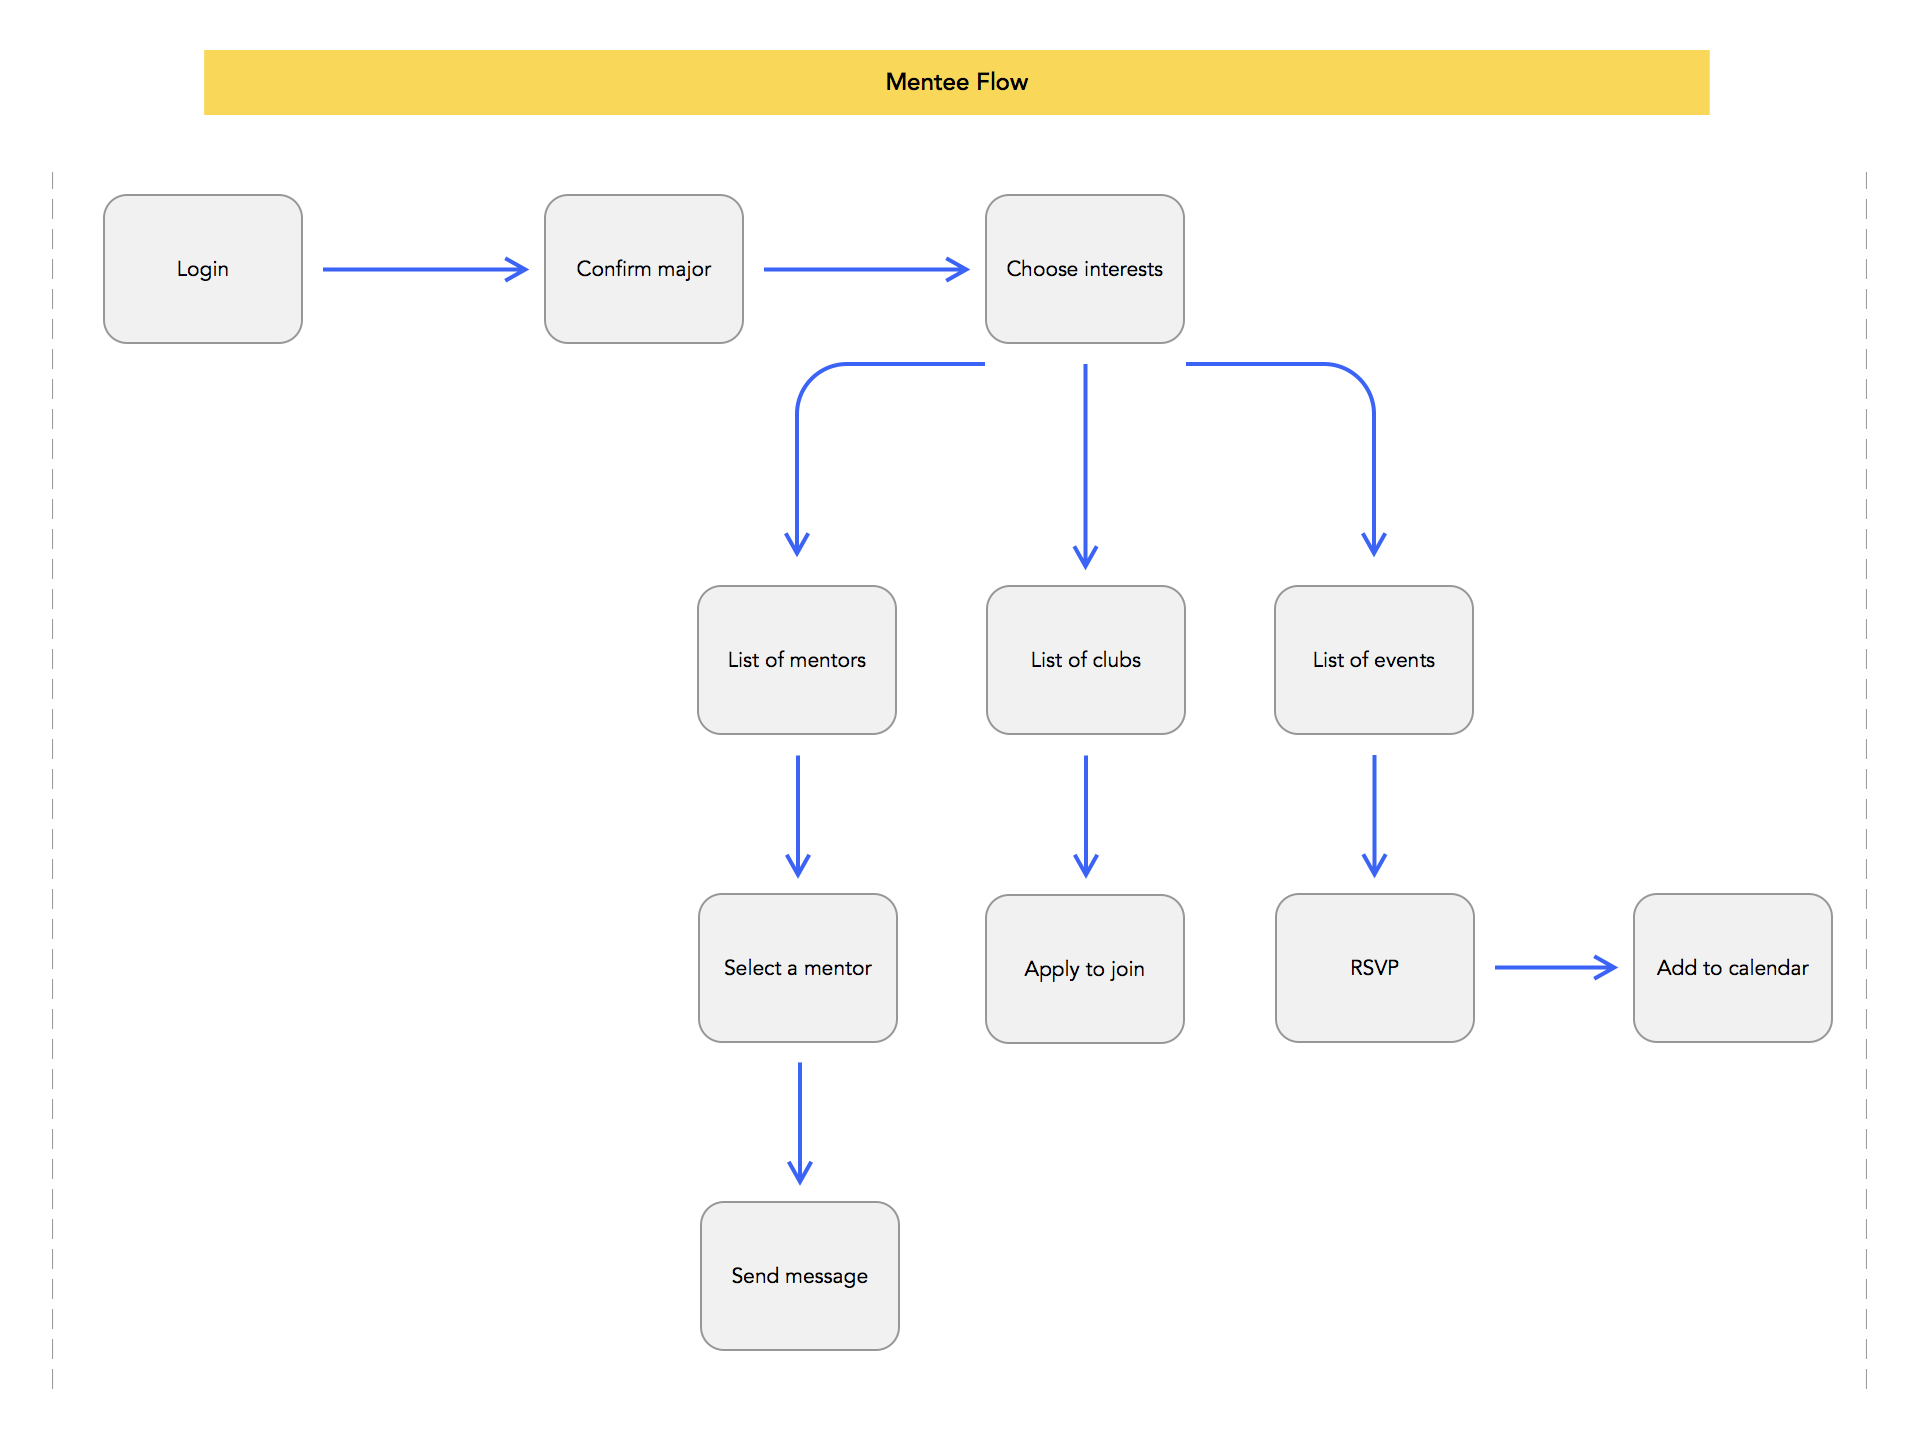 Mentee Flow
Login
Confirm major
Choose interests
List of mentors
List of clubs
List of events
Select a mentor
Apply to join
RSVP
Add to calendar
Send message